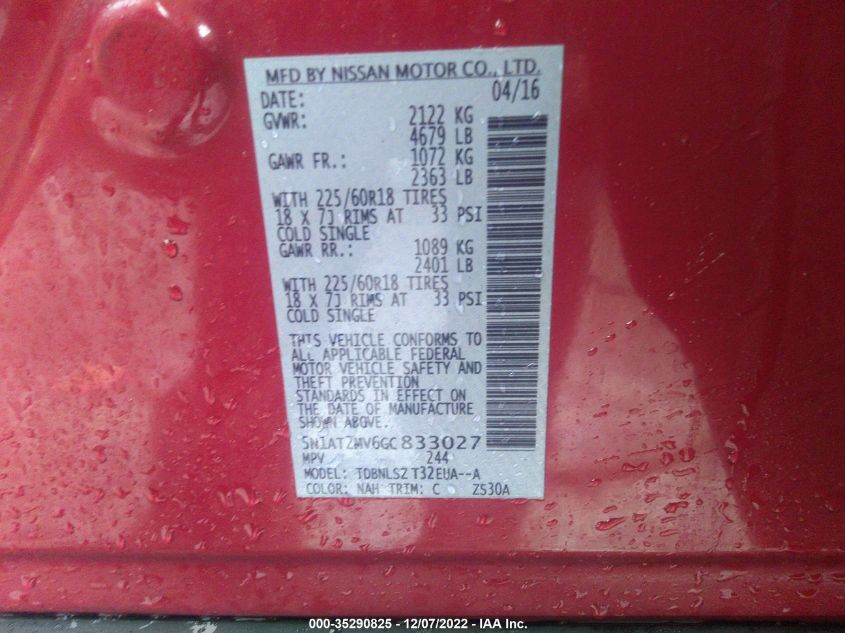 MFD BY NISSAN MOTOR CO., LTD.
DATE: 04/16
GVWR: 2122 KG
4679 LB
GAWR FR.: 1072 KG
2363 LB
WITH 225/60R18 TIRES
18 X 7J RIMS AT 33 PSI
COLD SINGLE
GAWR RR.: 1089 KG
2401 LB
WITH 225/60R18 TIRES
18 X 7J RIMS AT 33 PSI
COLD SINGLE
THIS VEHICLE CONFORMS TO
ALL APPLICABLE FEDERAL
MOTOR VEHICLE SAFETY AND
THEFT PREVENTION
STANDARDS IN EFFECT ON
THE DATE OF MANUFACTURE
SHOWN ABOVE.
5N1AT2MV6GC833027
MPV 244
MODEL: TDBNLSZ T32EUA--A
COLOR: NAH TRIM: C ZS30A
000-35290825 - 12/07/2022 - IAA Inc.